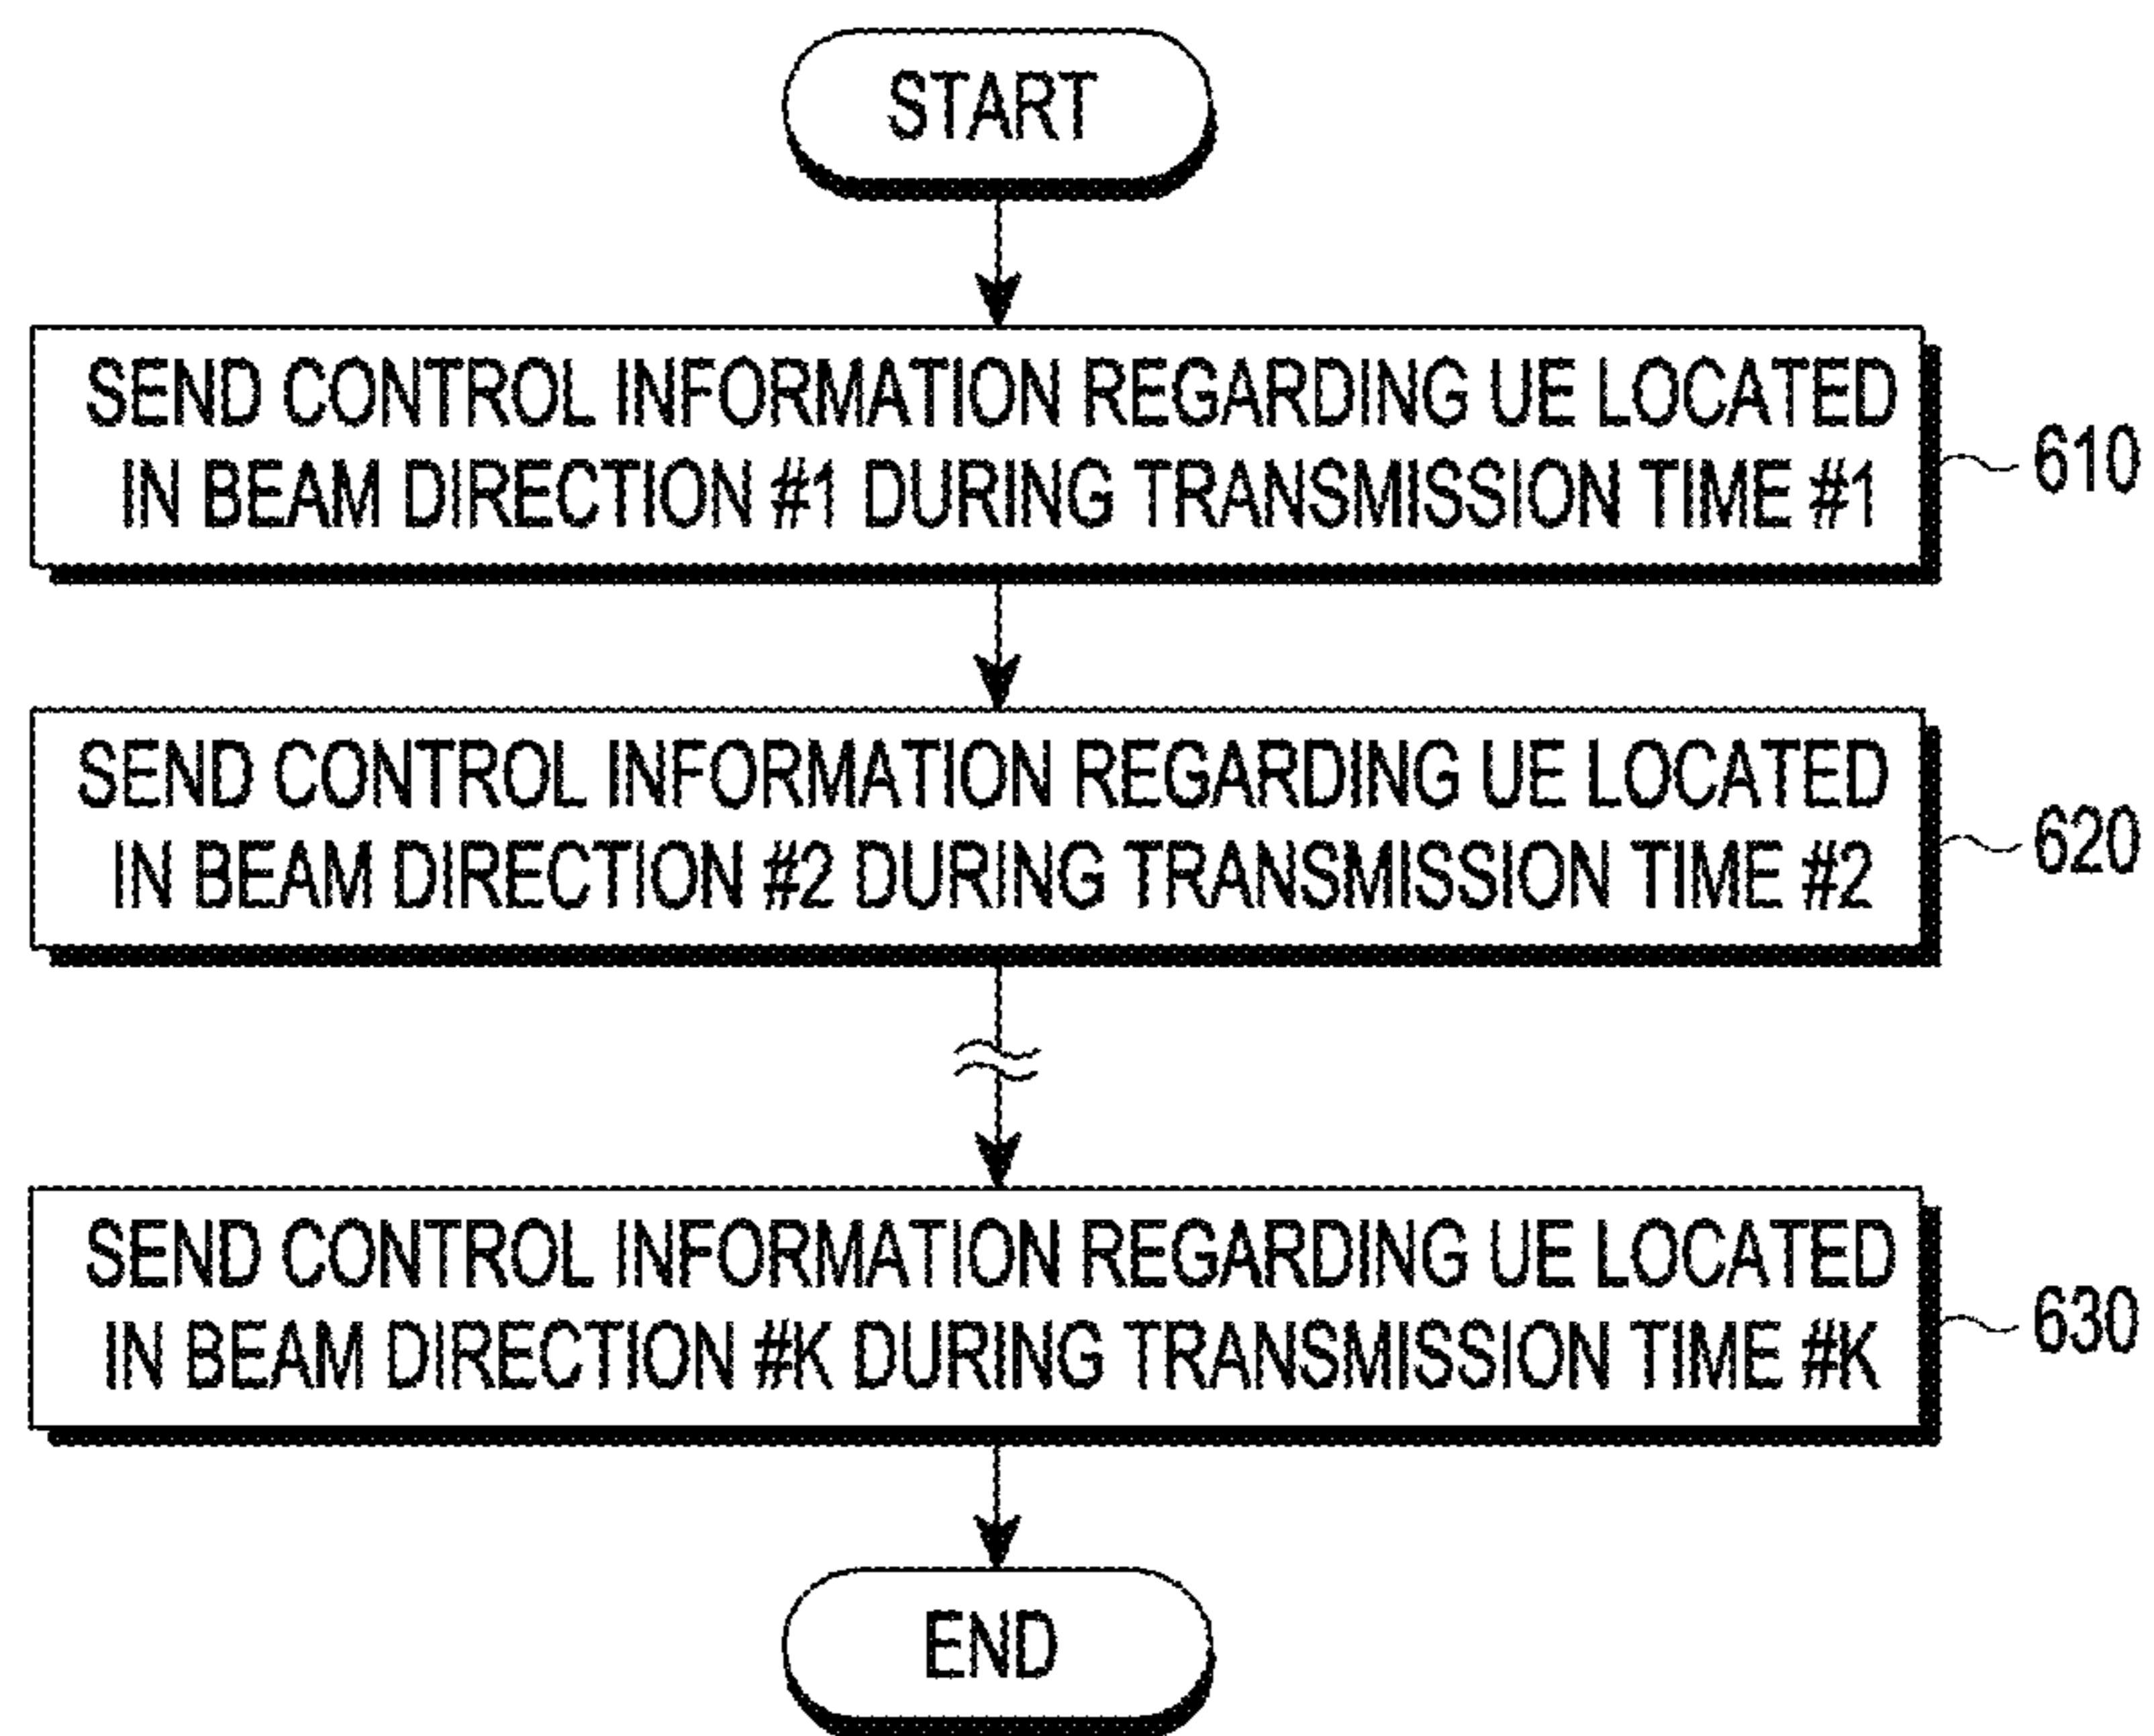 START
SEND CONTROL INFORMATION REGARDING UE LOCATED
IN BEAM DIRECTION #1 DURING TRANSMISSION TIME #1
610
SEND CONTROL INFORMATION REGARDING UE LOCATED
IN BEAM DIRECTION #2 DURING TRANSMISSION TIME #2
620
SEND CONTROL INFORMATION REGARDING UE LOCATED
IN BEAM DIRECTION #K DURING TRANSMISSION TIME #K
630
END